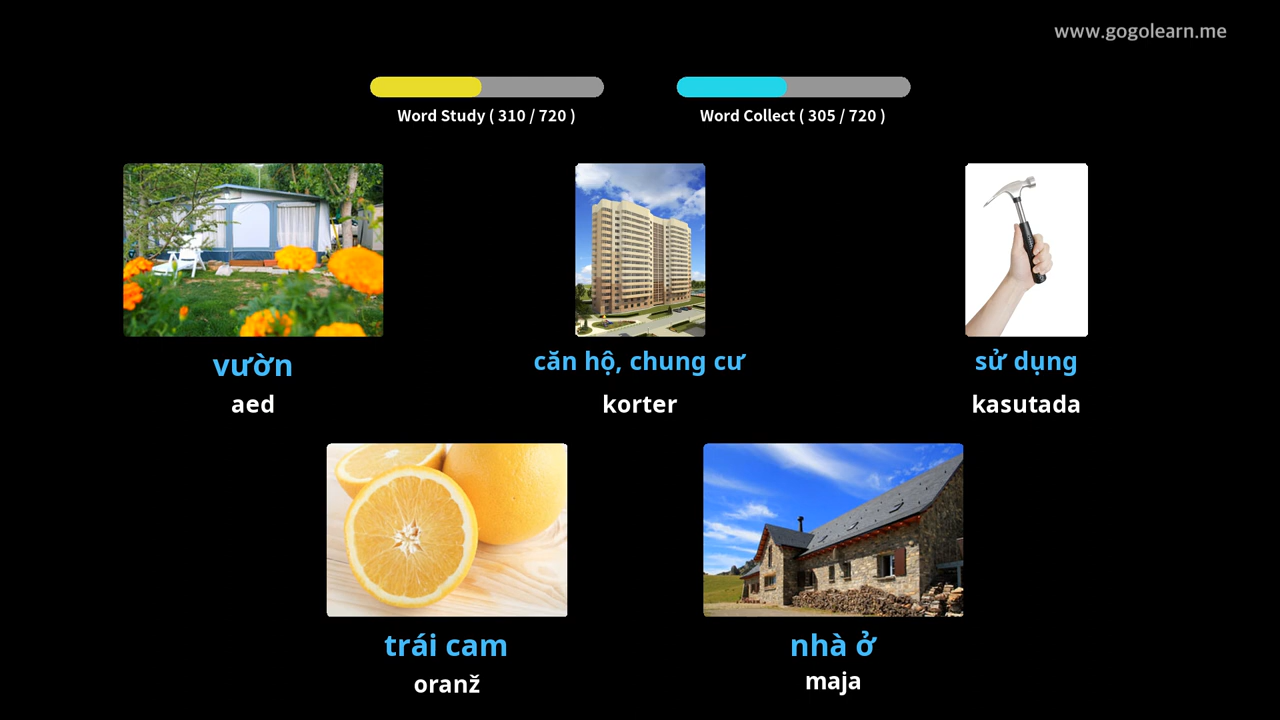 www.gogolearn.me
Word Study ( 310 / 720 )
Word Collect ( 305 / 720 )
vườn
aed
căn hộ, chung cư
korter
sử dụng
kasutada
trái cam
oranž
nhà ở
maja